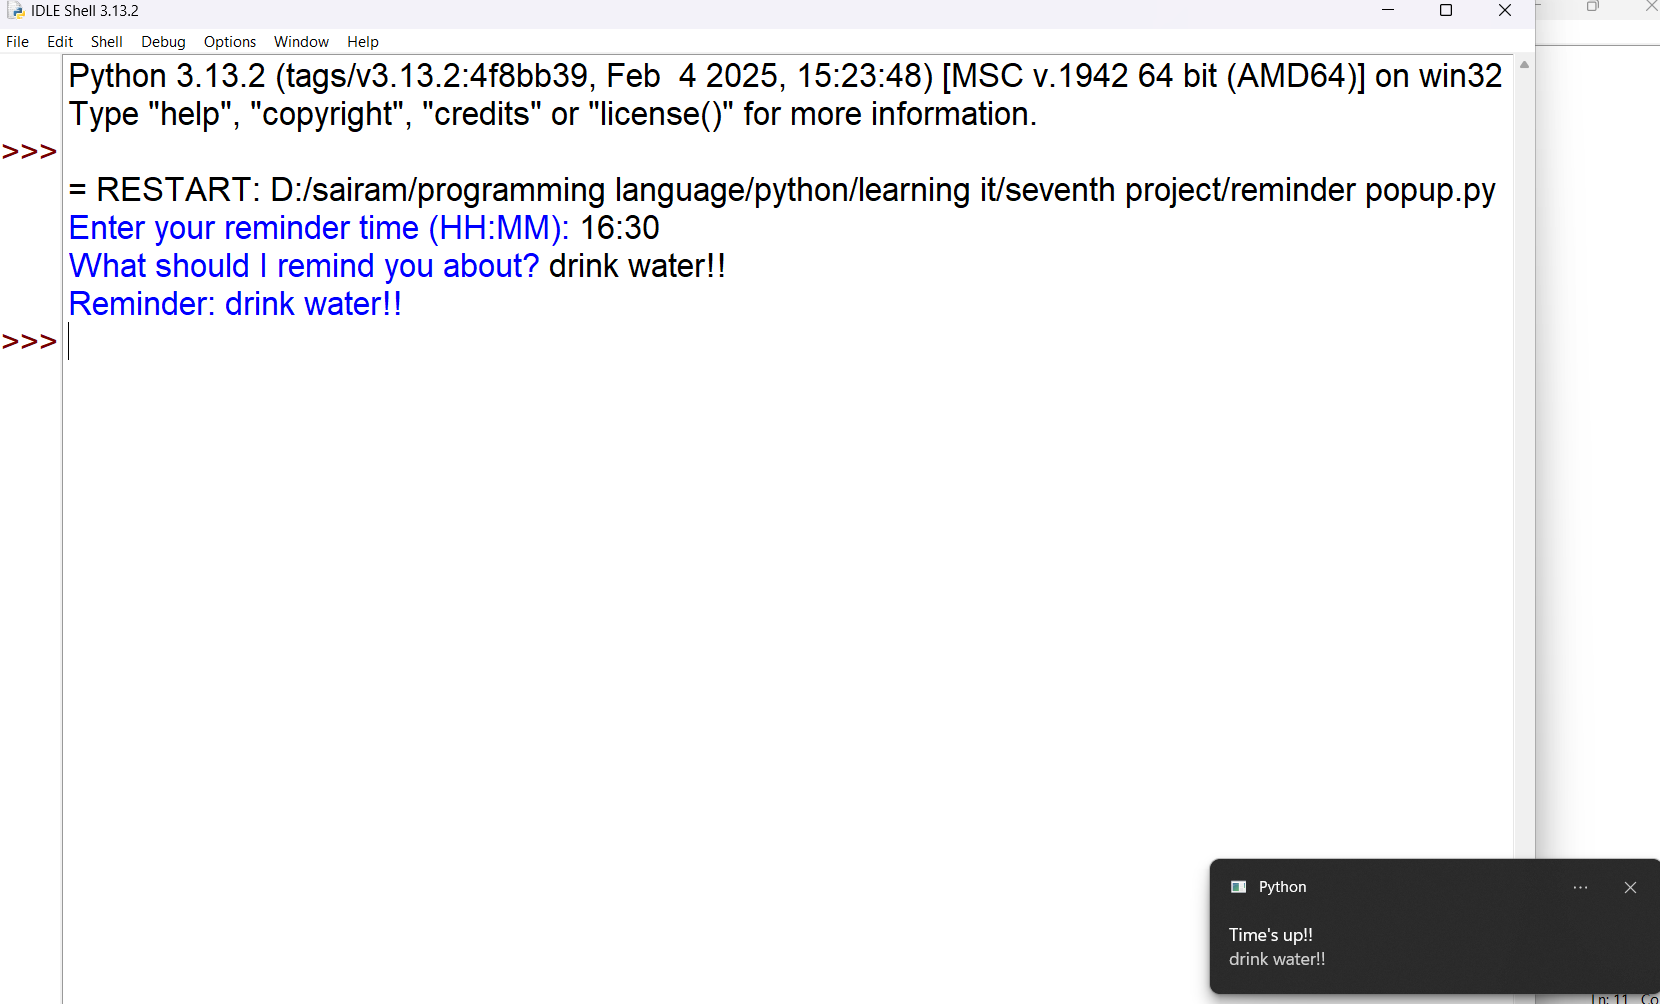 IDLE Shell 3.13.2
File Edit Shell Debug Options Window Help
Python 3.13.2 (tags/v3.13.2:4f8bb39, Feb  4 2025, 15:23:48) [MSC v.1942 64 bit (AMD64)] on win32
Type "help", "copyright", "credits" or "license()" for more information.
>>>
= RESTART: D:/sairam/programming language/python/learning it/seventh project/reminder popup.py
Enter your reminder time (HH:MM): 16:30
What should I remind you about? drink water!!
Reminder: drink water!!
>>>
Python
Time's up!!
drink water!!
Ln: 11 Co